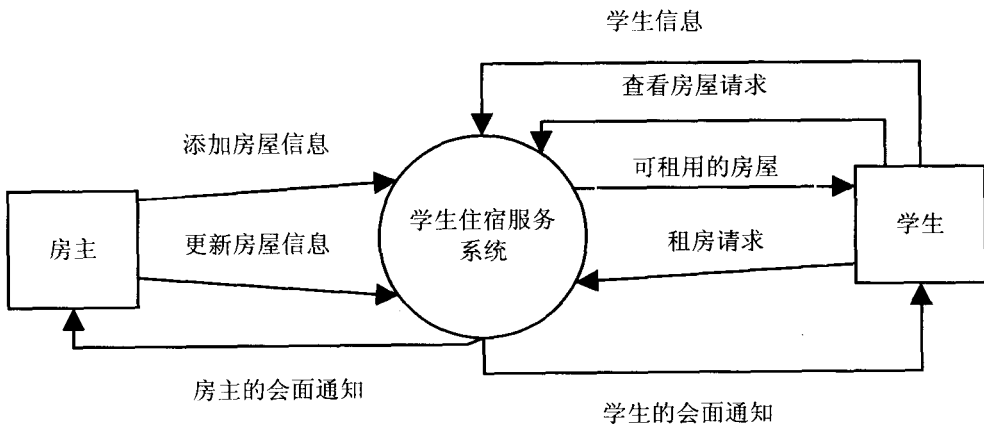 学生信息
查看房屋请求
添加房屋信息
可租用的房屋
学生住宿服务
系统
房主
学生
更新房屋信息
租房请求
房主的会面通知
学生的会面通知